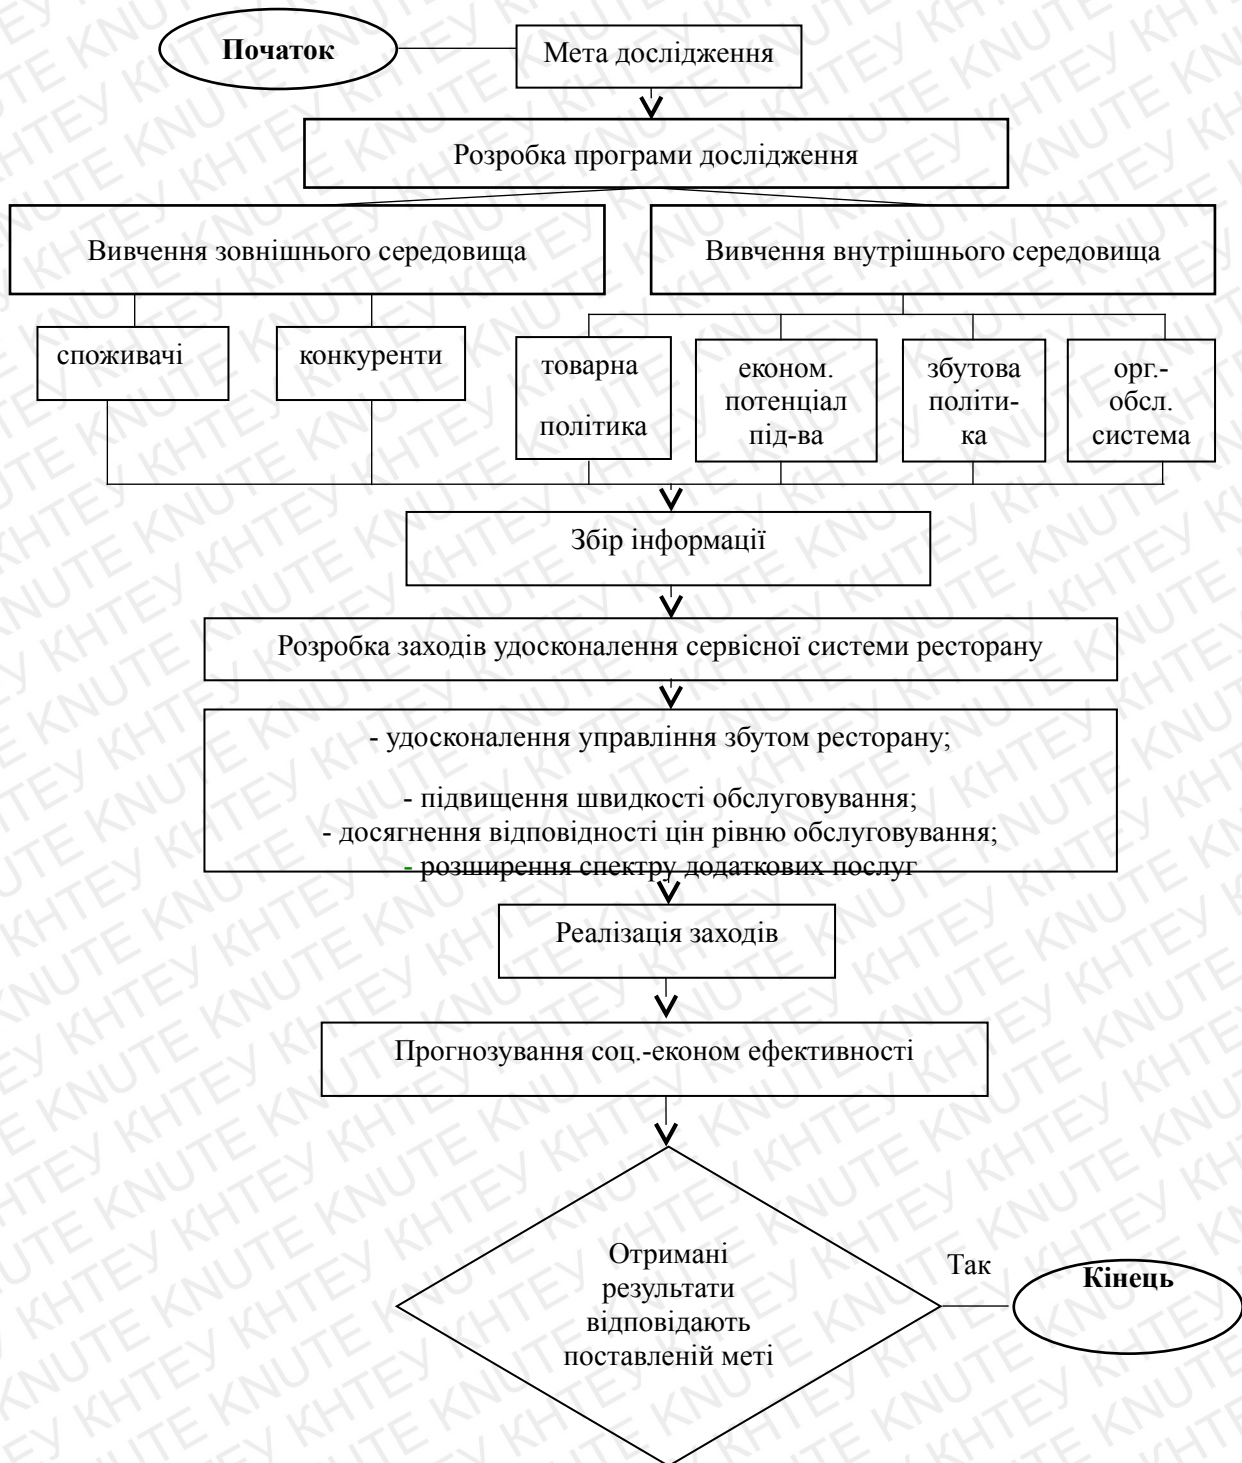 Початок
Мета дослідження
Розробка програми дослідження
Вивчення зовнішнього середовища
Вивчення внутрішнього середовища
споживачі
конкуренти
товарна
політика
економ.
потенціал
під-ва
збутова
політи-
ка
орг.-
обсл.
система
Збір інформації
Розробка заходів удосконалення сервісної системи ресторану
- удосконалення управління збутом ресторану;
- підвищення швидкості обслуговування;
- досягнення відповідності цін рівню обслуговування;
- розширення спектру додаткових послуг
Реалізація заходів
Прогнозування соц.-економ ефективності
Отримані
результати
відповідають
поставленій меті
Так
Кінець